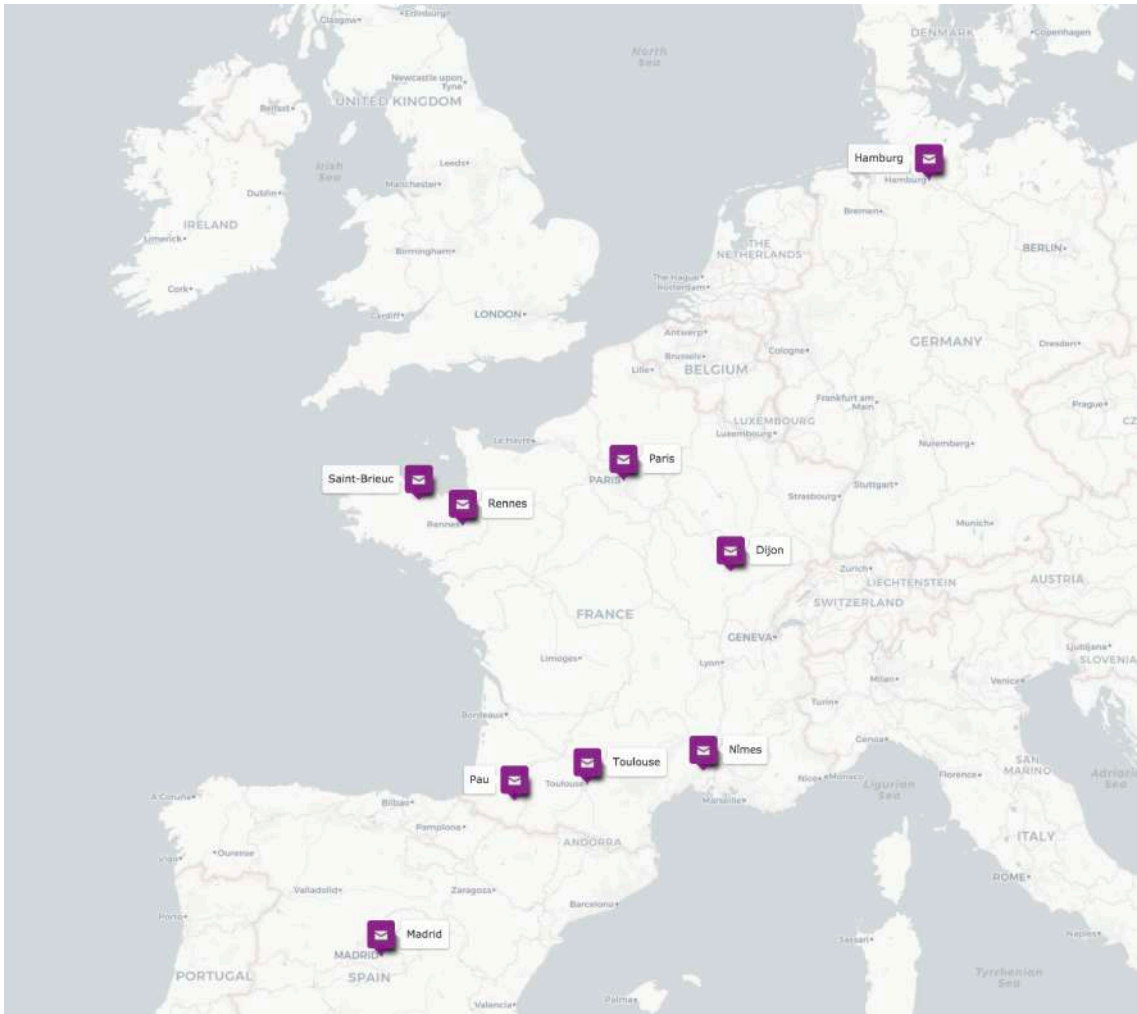 Glasgow
Edinburgh
North
Sea
DENMARK
Copenhagen
Newcastle upon
Tyne
UNITED KINGDOM
Belfast
Irish
Sea
Leeds
Hamburg
Hamburg
Manchester
Dublin
IRELAND
Bremen
Limerick
Birmingham
THE
NETHERLANDS
BERLIN
Cork
The Hague
Rotterdam
Cardiff
LONDON
Antwerp
GERMANY
Dresden
Cologne
Brussels
Lille
BELGIUM
Frankfurt am
Main
Prague
LUXEMBOURG
CZ
Luxembourg
Le Havre
Nuremberg
Paris
Saint-Brieuc
PARIS
Stuttgart
Strasbourg
Rennes
Rennes
Munich
Dijon
Zurich
LIECHTENSTEIN
AUSTRIA
SWITZERLAND
FRANCE
GENEVA
Ljubljana
Limoges
Lyon
SLOVENIA
Milan
Venice
Turin
Bordeaux
Genoa
Nîmes
Toulouse
SAN
MARINO
Pau
Toulouse
Nice
Monaco
Florence
Adriatic
Sea
Ligurian
Sea
A Coruña
Bilbao
Marseille
Pamplona
ITALY
ANDORRA
Vigo
Ourense
ROME
Valladolid
Zaragoza
Barcelona
Porto
Madrid
Sassari
Naples
MADRID
PORTUGAL
SPAIN
Tyrrhenian
Sea
Valencia
Palma